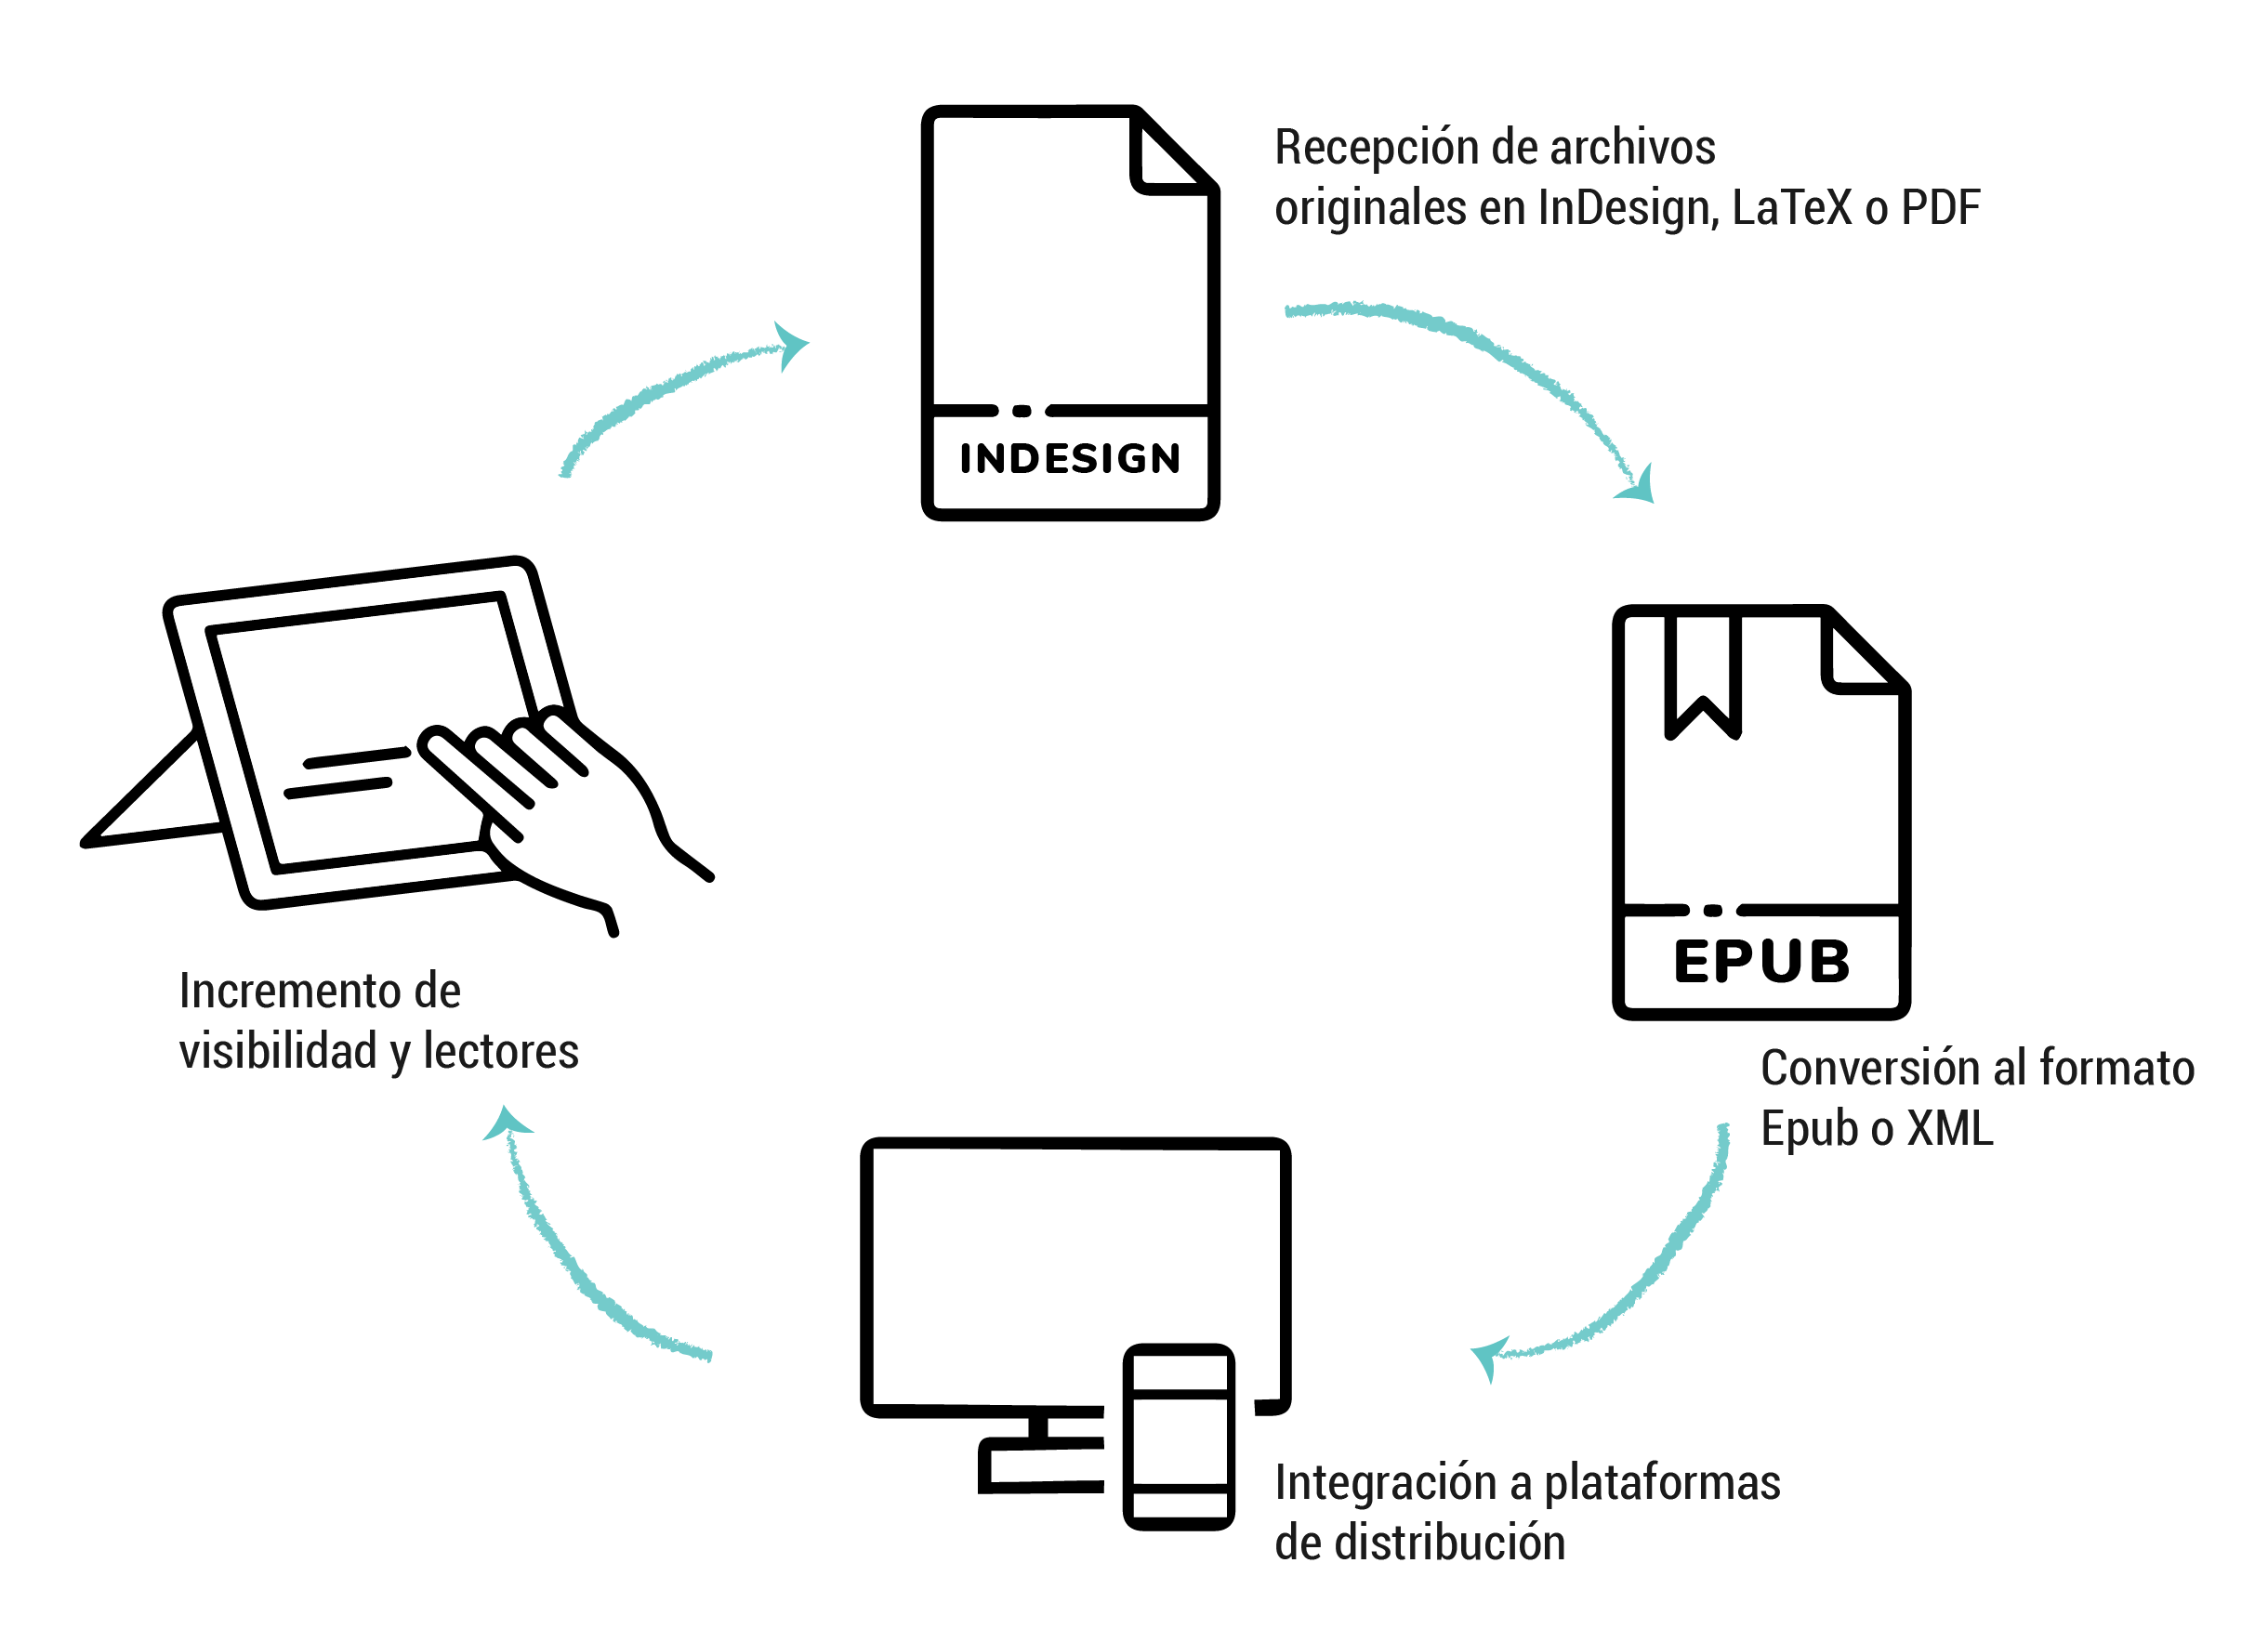 Recepción de archivos
originales en InDesign, LaTeX o PDF
INDESIGN
EPUB
Conversión al formato
Epub o XML
Integración a plataformas
de distribución
Incremento de
visibilidad y lectores